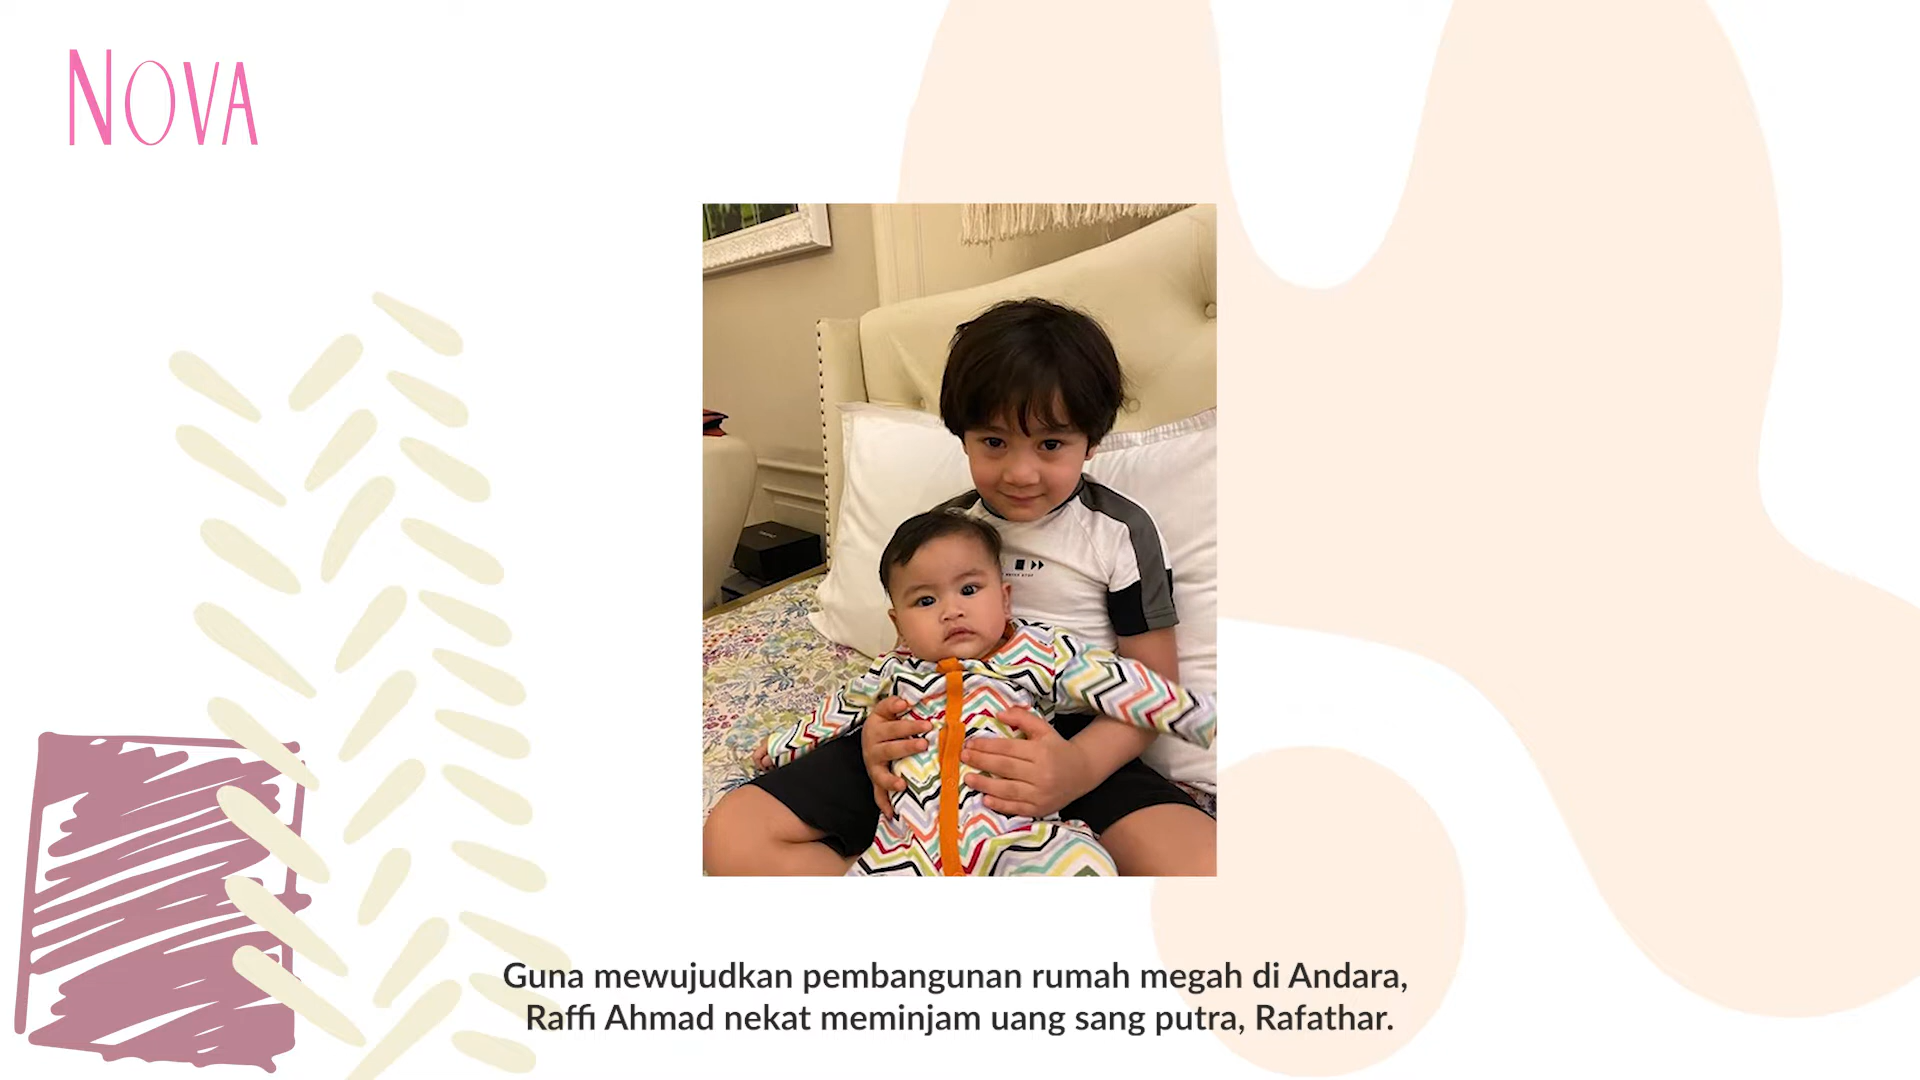 NOVA
Guna mewujudkan pembangunan rumah megah di Andara,
Raffi Ahmad nekat meminjam uang sang putra, Rafathar.